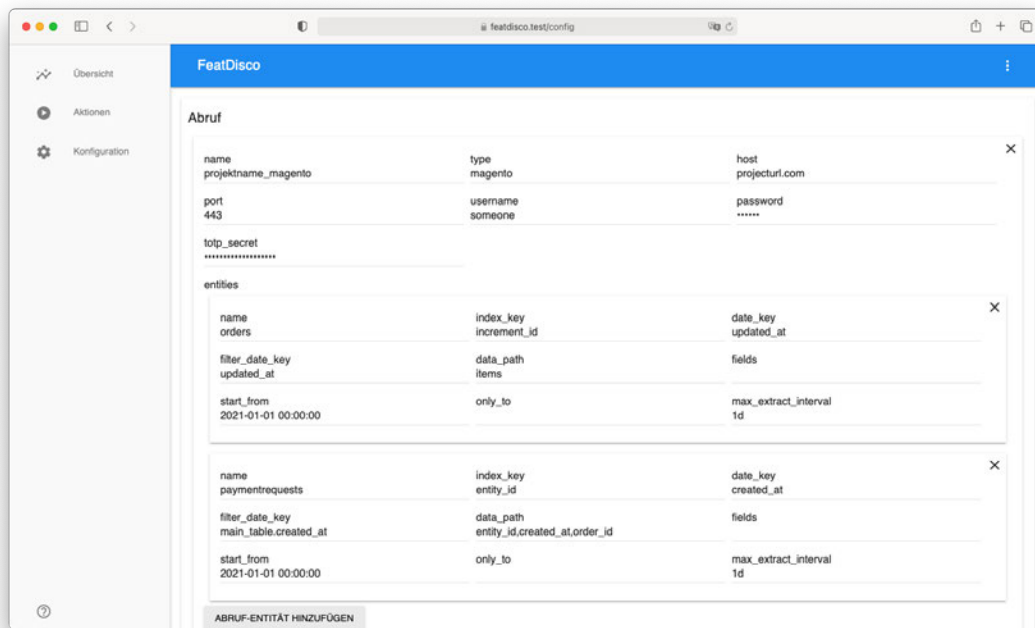 featdisco.test/config
Übersicht
Aktionen
Konfiguration
FeatDisco
Abruf
name type host
projektname_magento magento projecturl.com
port username password
443 someone ••••••
totp_secret
•••••••••••••••••••
entities
name index_key date_key
orders increment_id updated_at
filter_date_key data_path fields
updated_at items
start_from only_to max_extract_interval
2021-01-01 00:00:00 1d
name index_key date_key
paymentrequests entity_id created_at
filter_date_key data_path fields
main_table.created_at entity_id,created_at,order_id
start_from only_to max_extract_interval
2021-01-01 00:00:00 1d
ABRUF-ENTITÄT HINZUFÜGEN